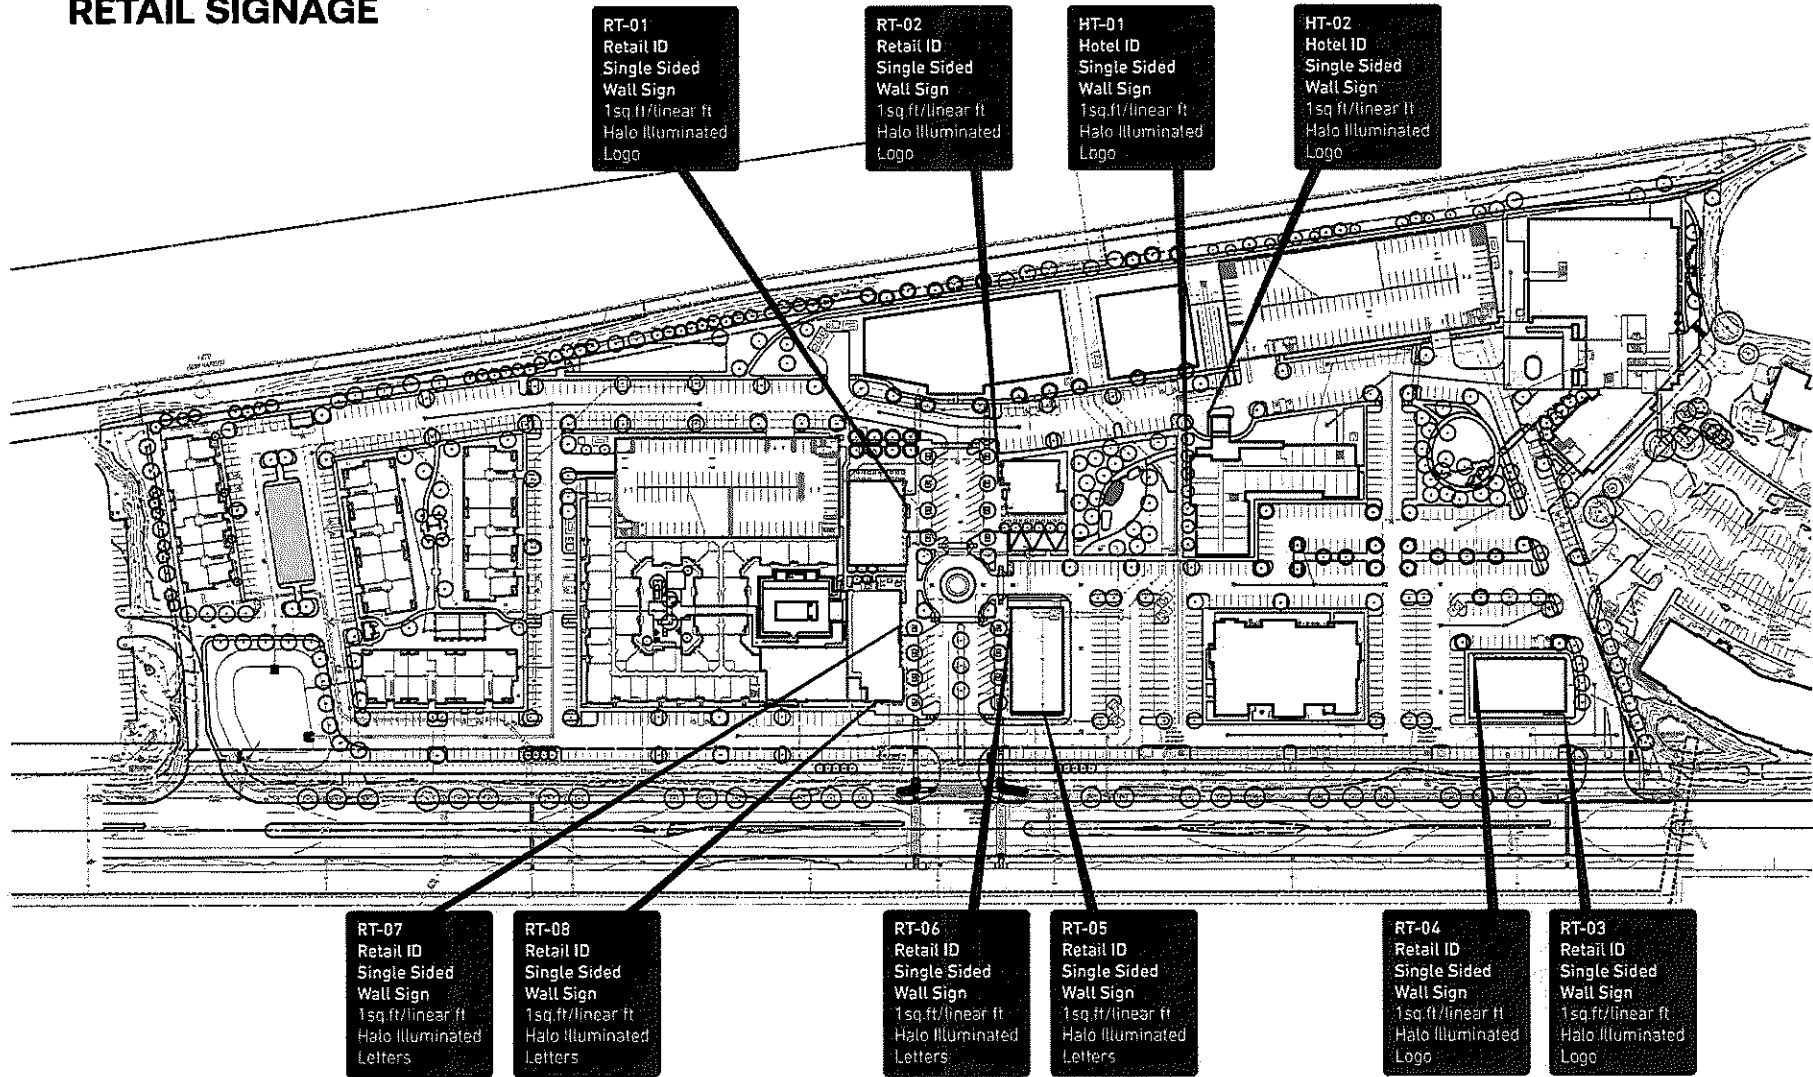 RETAIL SIGNAGE
RT-01
Retail ID
Single Sided
Wall Sign
1sq.ft/linear ft
Halo Illuminated
Logo
RT-02
Retail ID
Single Sided
Wall Sign
1sq.ft/linear ft
Halo Illuminated
Logo
HT-01
Hotel ID
Single Sided
Wall Sign
1sq.ft/linear ft
Halo Illuminated
Logo
HT-02
Hotel ID
Single Sided
Wall Sign
1sq.ft/linear ft
Halo Illuminated
Logo
RT-07
Retail ID
Single Sided
Wall Sign
1sq.ft/linear ft
Halo Illuminated
Letters
RT-08
Retail ID
Single Sided
Wall Sign
1sq.ft/linear ft
Halo Illuminated
Letters
RT-06
Retail ID
Single Sided
Wall Sign
1sq.ft/linear ft
Halo Illuminated
Letters
RT-05
Retail ID
Single Sided
Wall Sign
1sq.ft/linear ft
Halo Illuminated
Letters
RT-04
Retail ID
Single Sided
Wall Sign
1sq.ft/linear ft
Halo Illuminated
Logo
RT-03
Retail ID
Single Sided
Wall Sign
1sq.ft/linear ft
Halo Illuminated
Logo